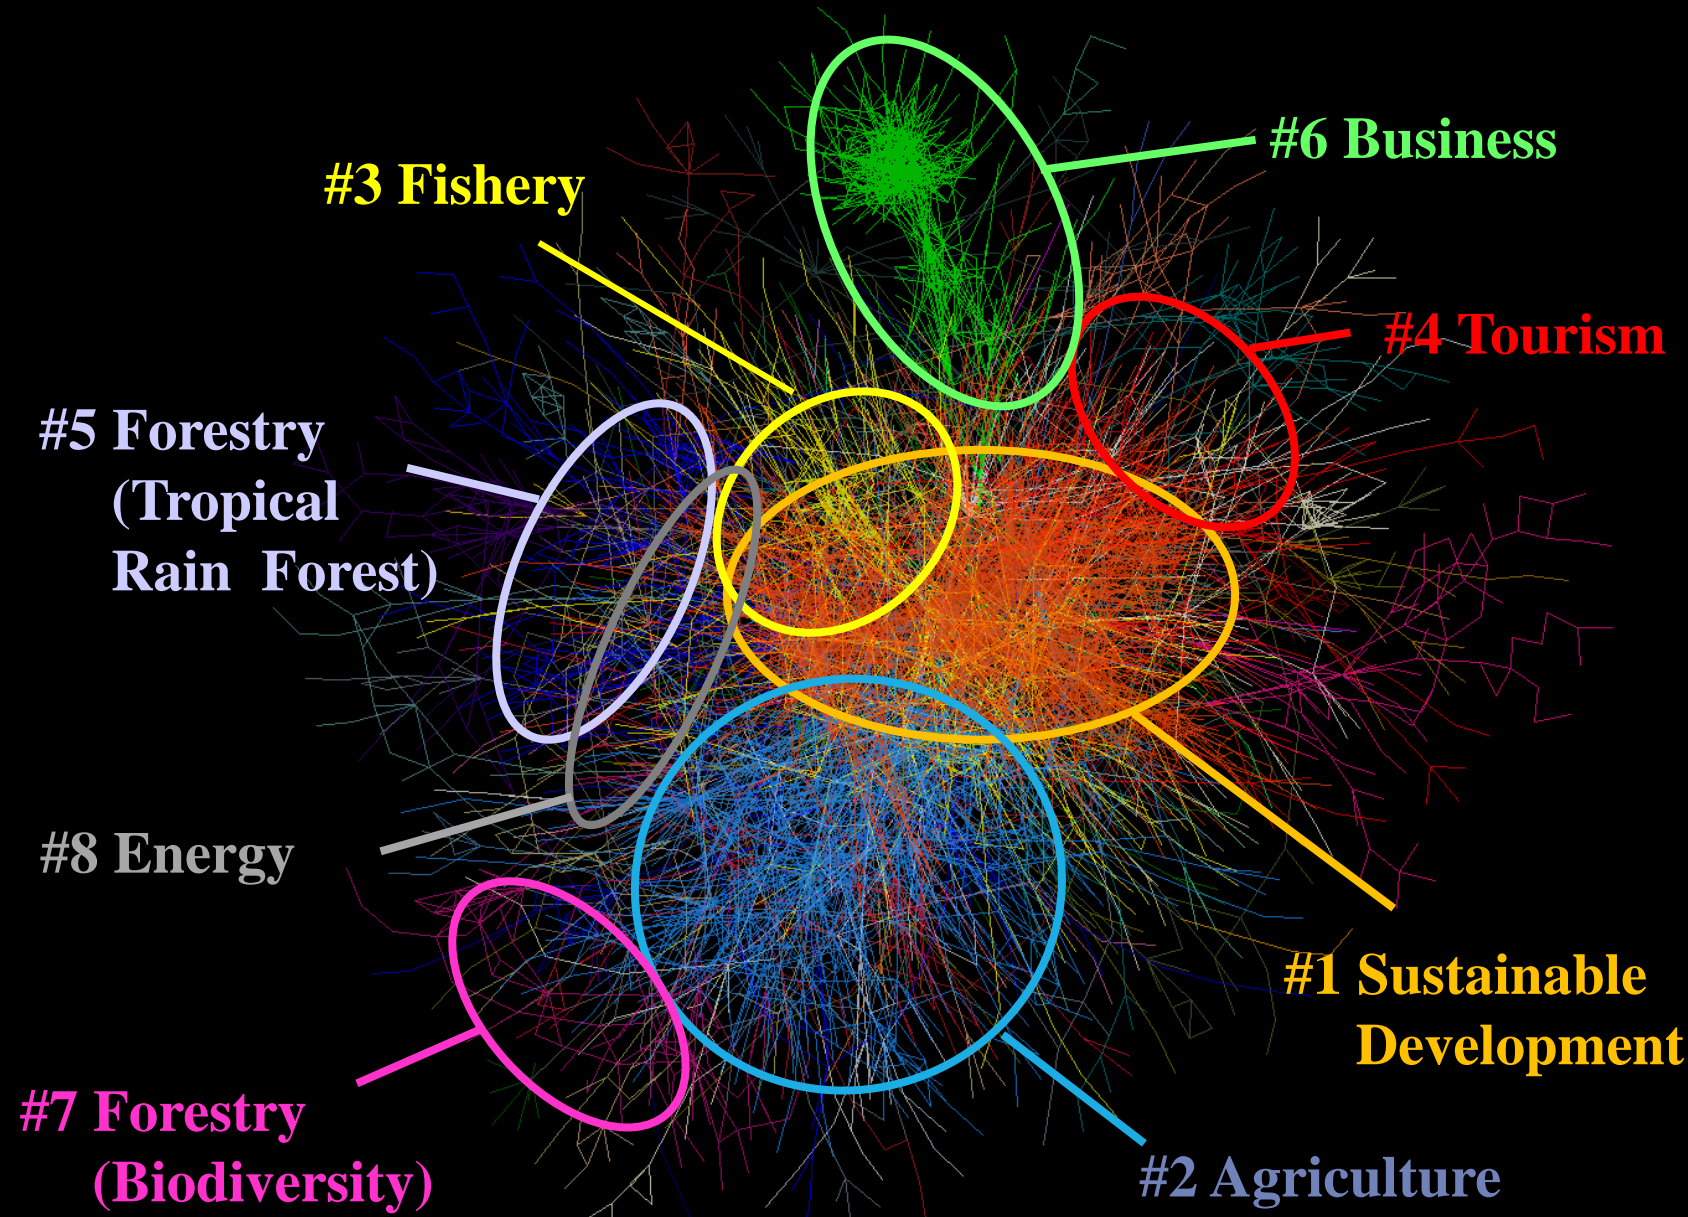 #6 Business
#3 Fishery
#4 Tourism
#5 Forestry
(Tropical
Rain Forest)
#8 Energy
#1 Sustainable
Development
#7 Forestry
(Biodiversity)
#2 Agriculture